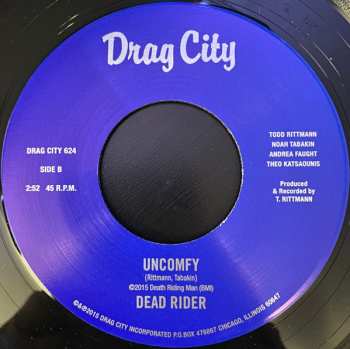 Drag City
DRAG CITY 624
SIDE B
2:52 45 R.P.M.
TODD RITTMANN
NOAH TABAKIN
ANDREA FAUGHT
THEO KATSAOUNIS
Produced
& Recorded by
T. RITTMANN
UNCOMFY
(Rittmann, Tabakin)
©2015 Death Riding Man (BMI)
DEAD RIDER
℗&©2015 DRAG CITY INCORPORATED P.O.BOX 476867 CHICAGO, ILLINOIS 60647